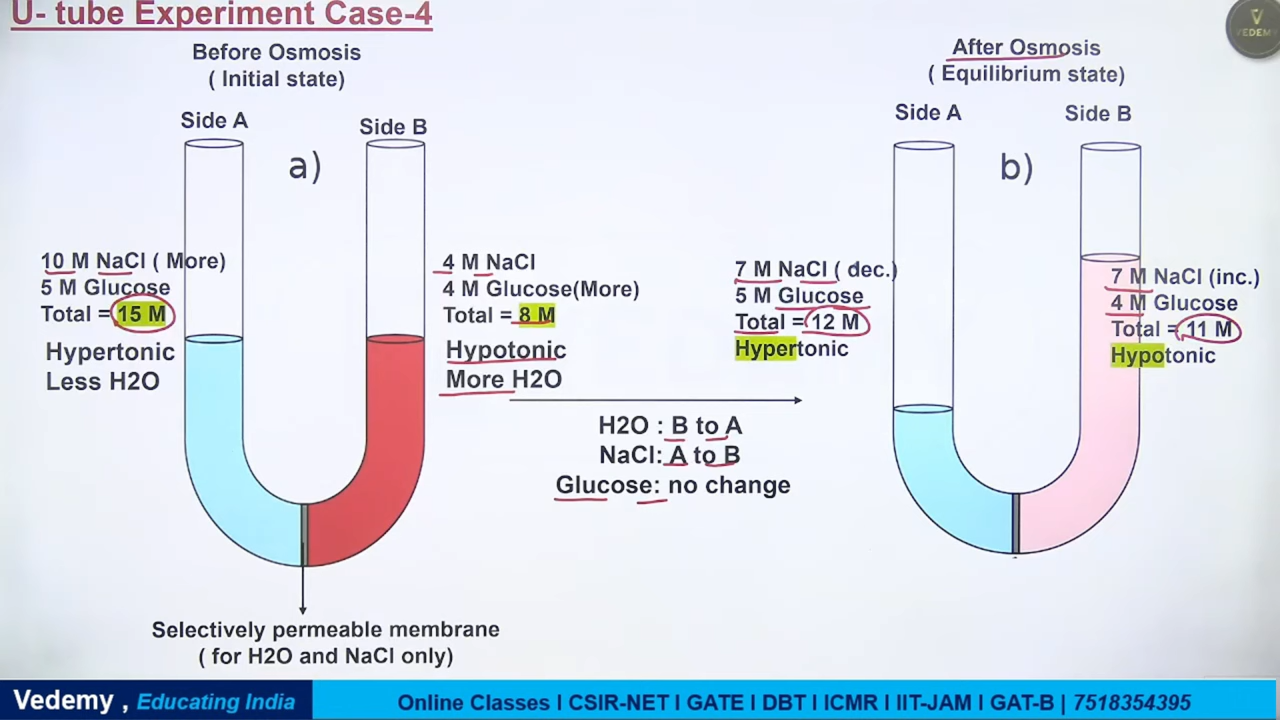 U- tube Experiment Case-4
VEDEMY
Before Osmosis
( Initial state)
Side A
Side B
a)
10 M NaCl ( More)
5 M Glucose
Total = 15 M
Hypertonic
Less H2O
4 M NaCl
4 M Glucose(More)
Total = 8 M
Hypotonic
More H2O
H2O : B to A
NaCl: A to B
Glucose: no change
After Osmosis
( Equilibrium state)
Side A
Side B
b)
7 M NaCl ( dec.)
5 M Glucose
Total = 12 M
Hypertonic
7 M NaCl (inc.)
4 M Glucose
Total = 11 M
Hypotonic
Selectively permeable membrane
( for H2O and NaCl only)
Vedemy , Educating India
Online Classes I CSIR-NET I GATE I DBT I ICMR I IIT-JAM I GAT-B | 7518354395